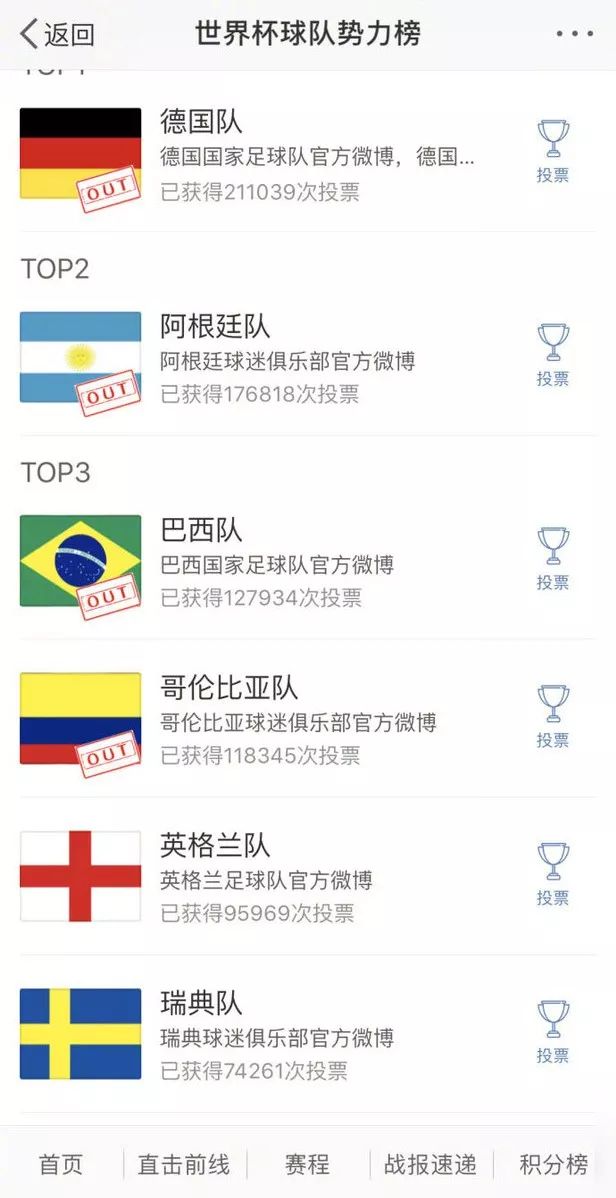 返回
世界杯球队势力榜
TOP1
德国队
德国国家足球队官方微博，德国...
已获得211039次投票
投票
OUT
TOP2
阿根廷队
阿根廷球迷俱乐部官方微博
已获得176818次投票
投票
OUT
TOP3
巴西队
巴西国家足球队官方微博
已获得127934次投票
投票
OUT
哥伦比亚队
哥伦比亚球迷俱乐部官方微博
已获得118345次投票
投票
OUT
英格兰队
英格兰足球队官方微博
已获得95969次投票
投票
瑞典队
瑞典球迷俱乐部官方微博
已获得74261次投票
投票
首页
直击前线
赛程
战报速递
积分榜